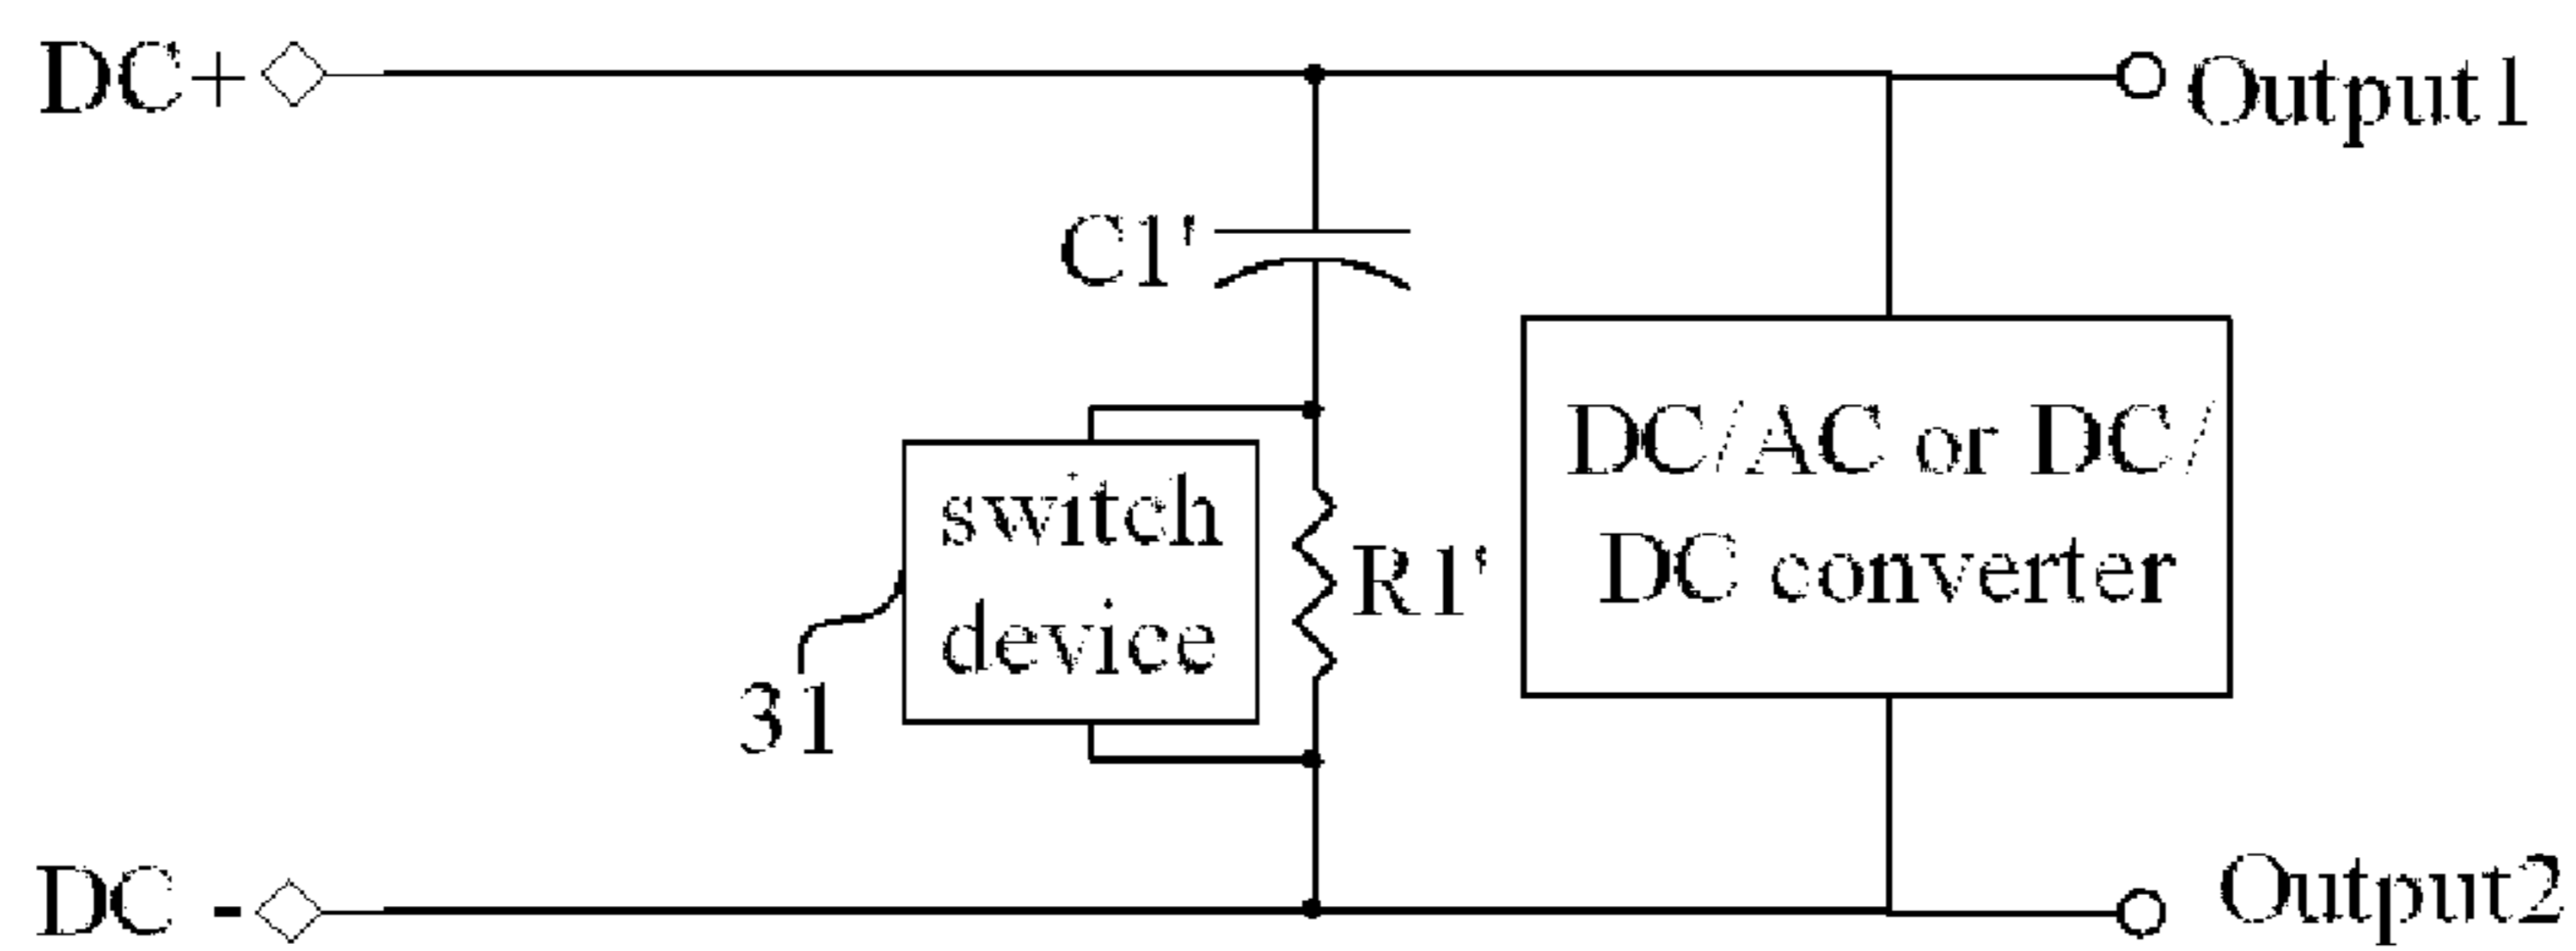 DC+
Output1
C1'
switch
device
R1'
DC/AC or DC/
DC converter
31
DC -
Output2